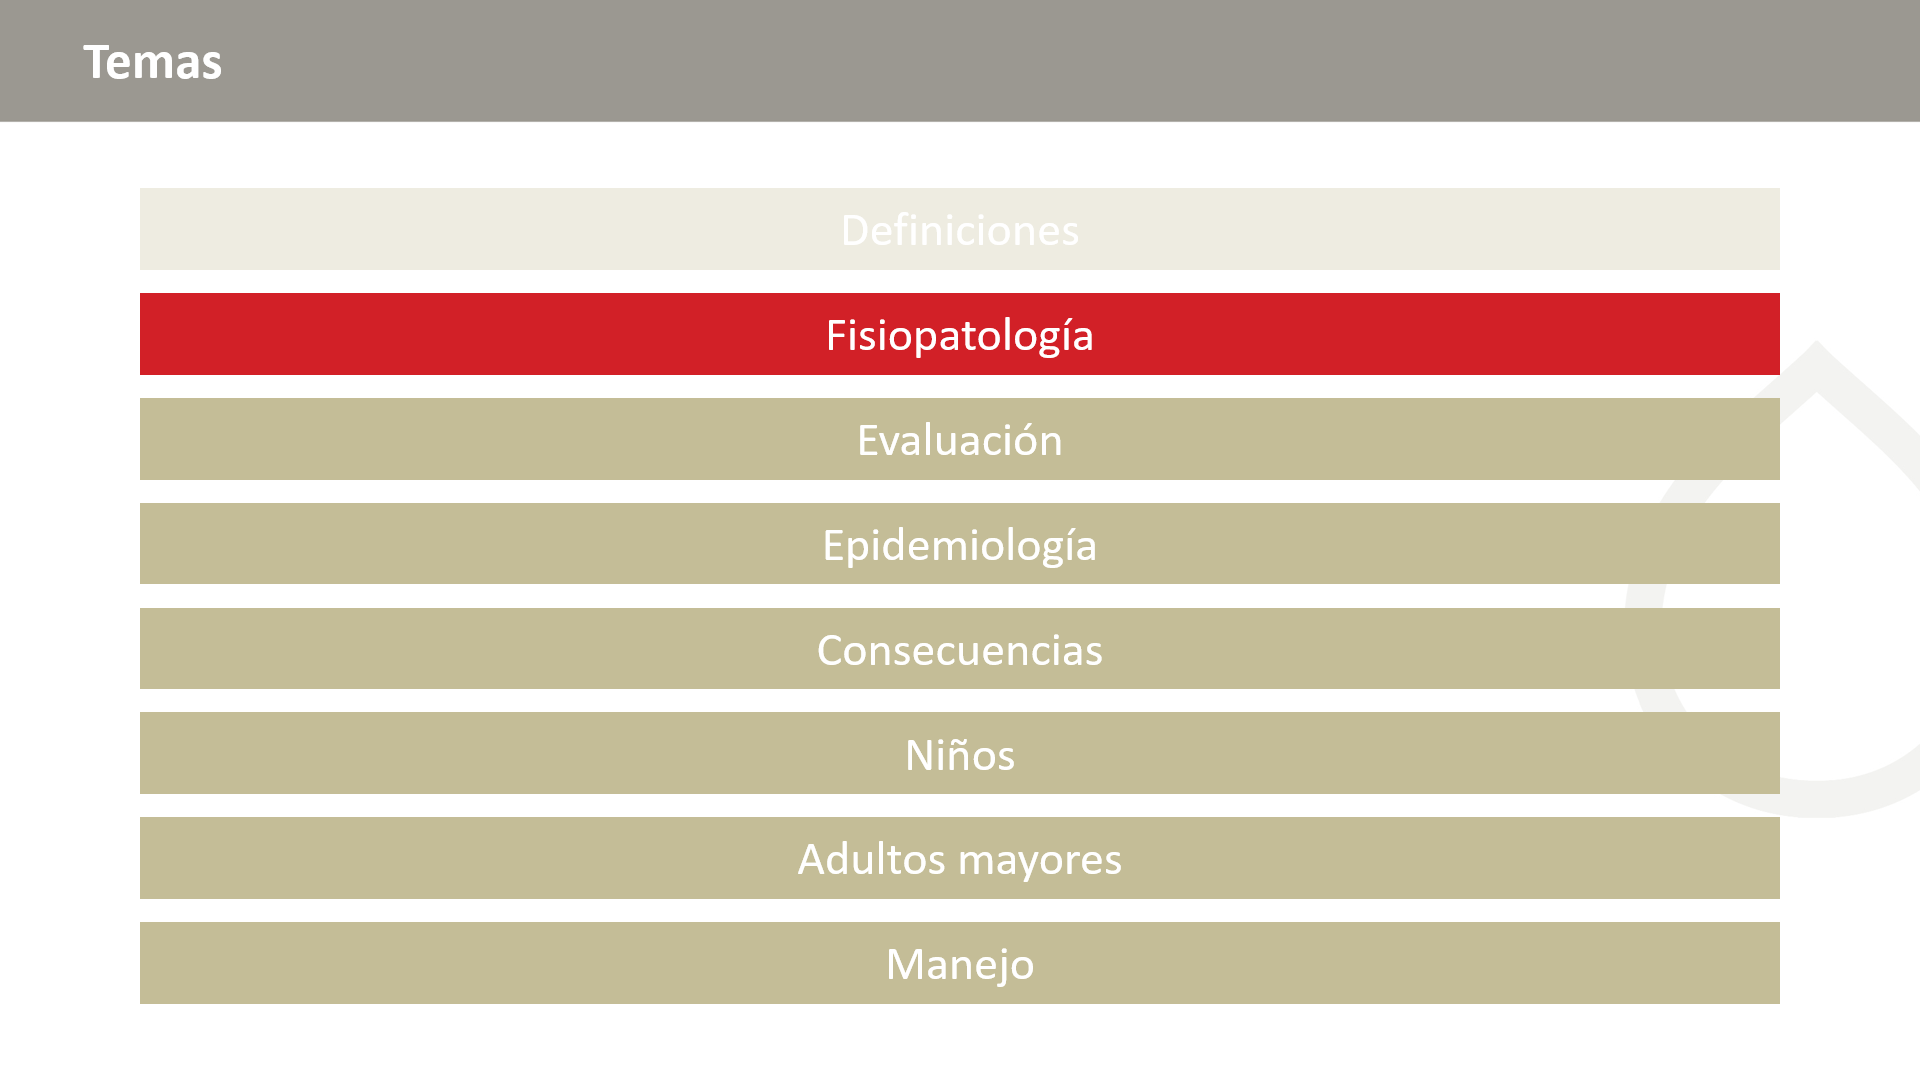 Temas
Definiciones
Fisiopatología
Evaluación
Epidemiología
Consecuencias
Niños
Adultos mayores
Manejo